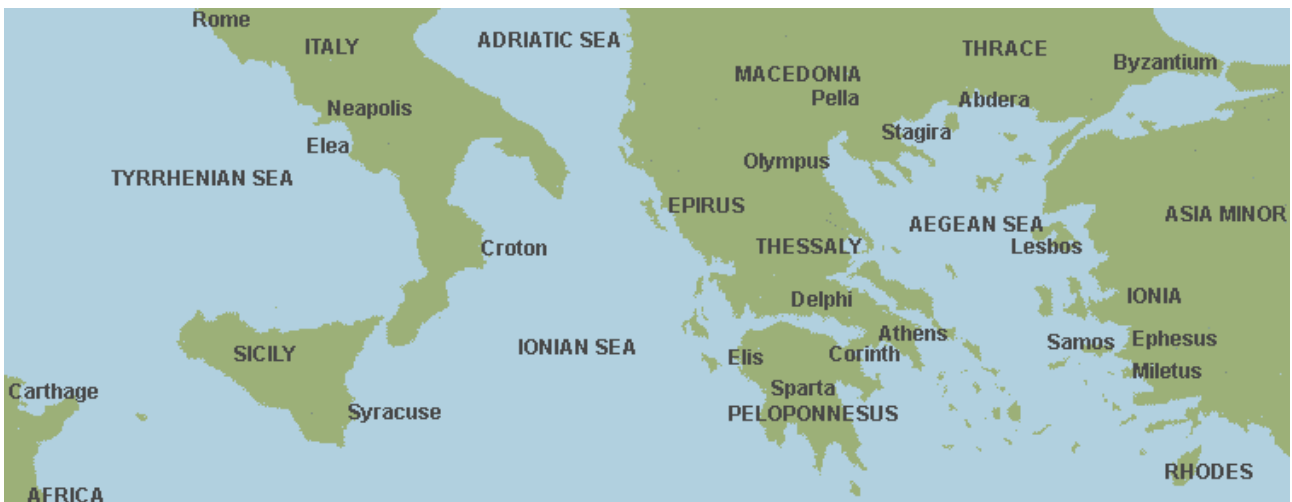 Rome
ITALY
ADRIATIC SEA
THRACE
MACEDONIA
Byzantium
Pella
Abdera
Neapolis
Stagira
Elea
Olympus
TYRRHENIAN SEA
EPIRUS
ASIA MINOR
AEGEAN SEA
Croton
THESSALY
Lesbos
Delphi
IONIA
Athens
Ephesus
Samos
IONIAN SEA
SICILY
Elis
Corinth
Miletus
Carthage
Sparta
Syracuse
PELOPONNESUS
RHODES
AFRICA